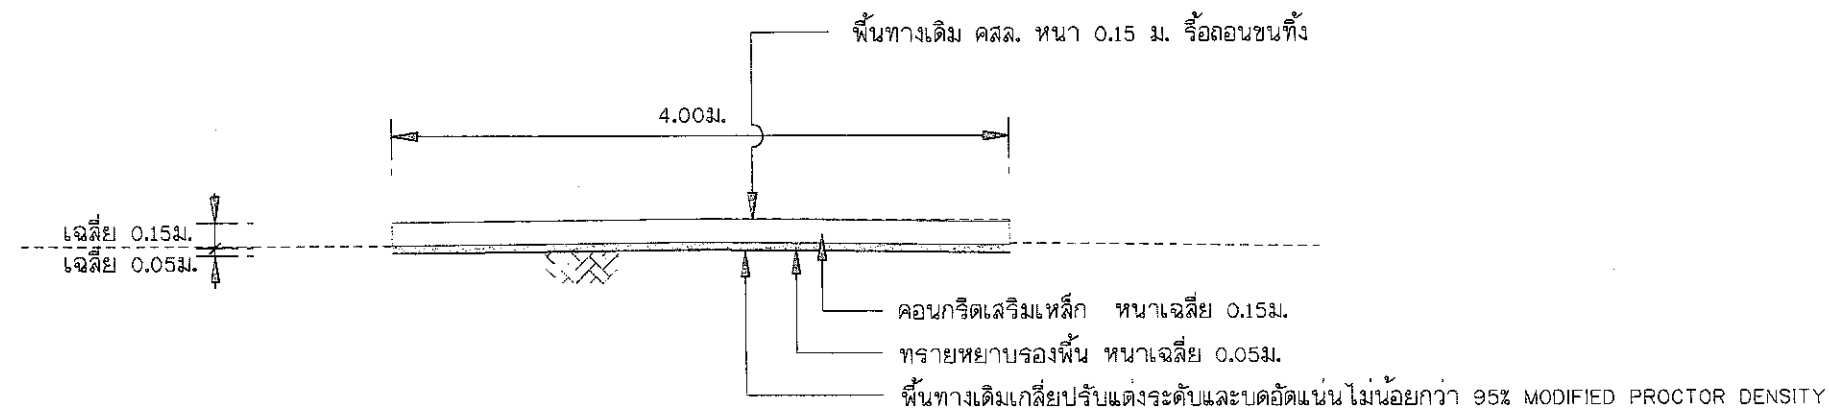 พื้นทางเดิม คสล. หนา 0.15 ม. รื้อถอนขนทิ้ง
4.00ม.
เฉลี่ย 0.15ม.
เฉลี่ย 0.05ม.
คอนกรีตเสริมเหล็ก หนาเฉลี่ย 0.15ม.
ทรายหยาบรองพื้น หนาเฉลี่ย 0.05ม.
พื้นทางเดิมเกลี่ยปรับแต่งระดับและบดอัดแน่นไม่น้อยกว่า 95% MODIFIED PROCTOR DENSITY